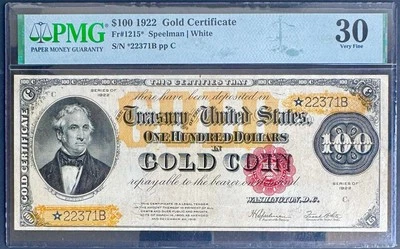 PMG
PAPER MONEY GUARANTY
$100 1922 Gold Certificate
Fr#1215* Speelman | White
S/N *22371B pp C
30
Very Fine
THIS CERTIFIES THAT
SERIES OF
1922
C
there have been deposited in
SERIES OF
1922
Treasury of the United States.
☆22371B
ONE HUNDRED DOLLARS
IN
GOLD COIN
100
repayable to the bearer on demand
WASHINGTON, D.C.
GOLD CERTIFICATE
☆22371B